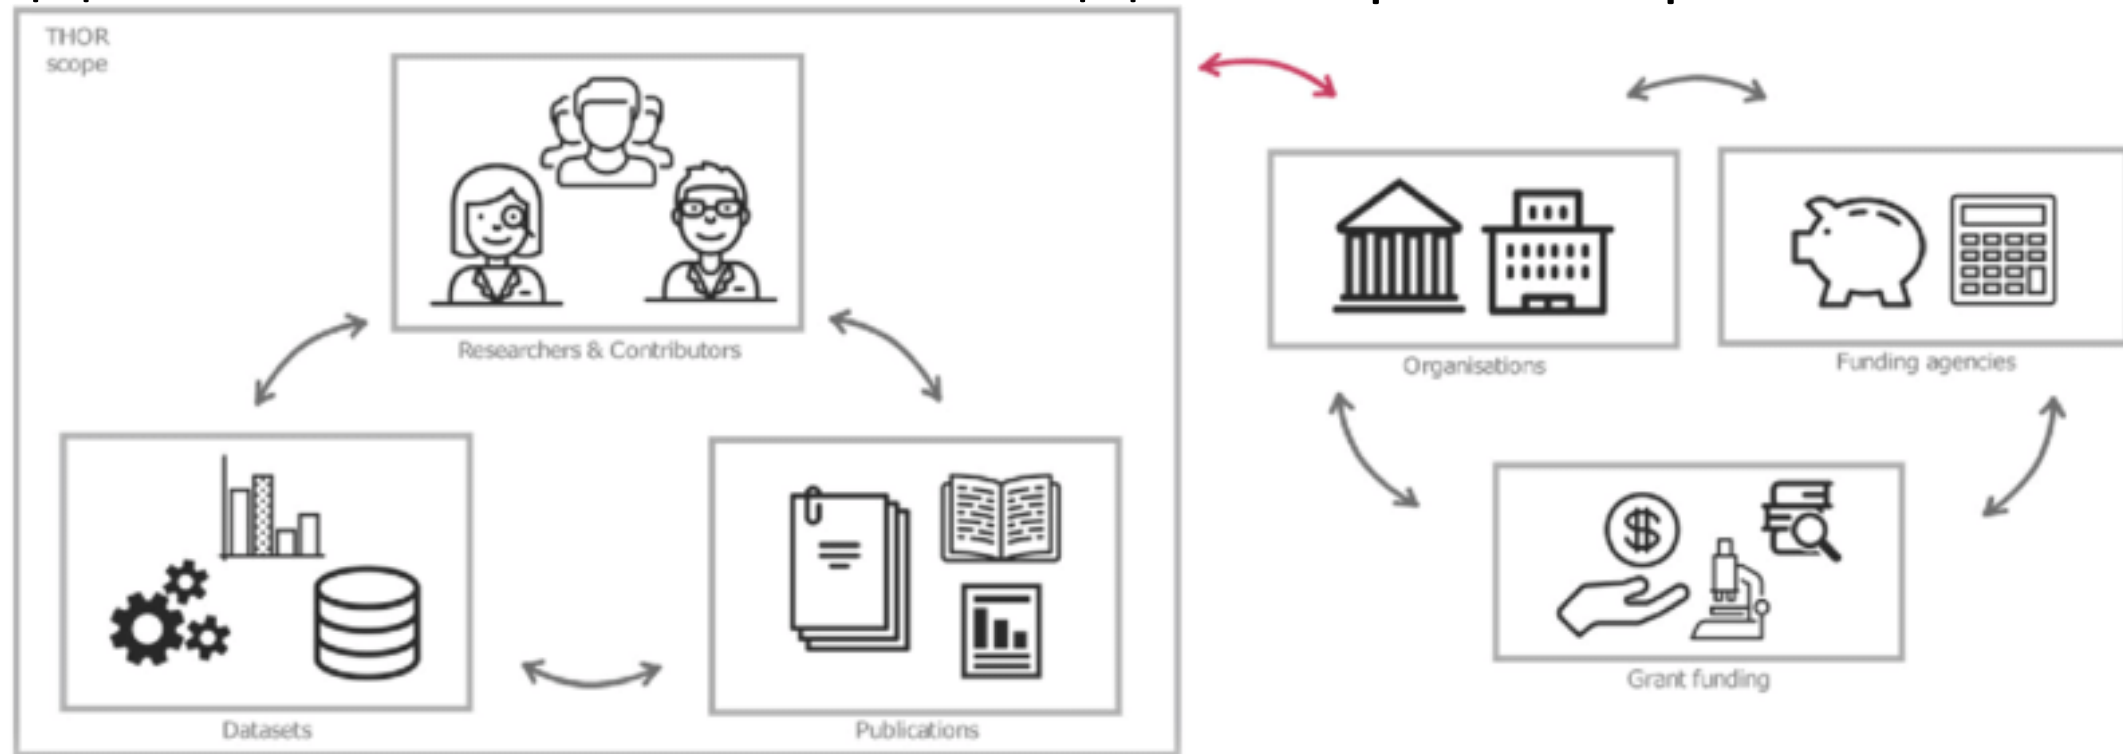 THOR
scope
Researchers & Contributors
Datasets
Publications
Organisations
Funding agencies
$
Grant funding